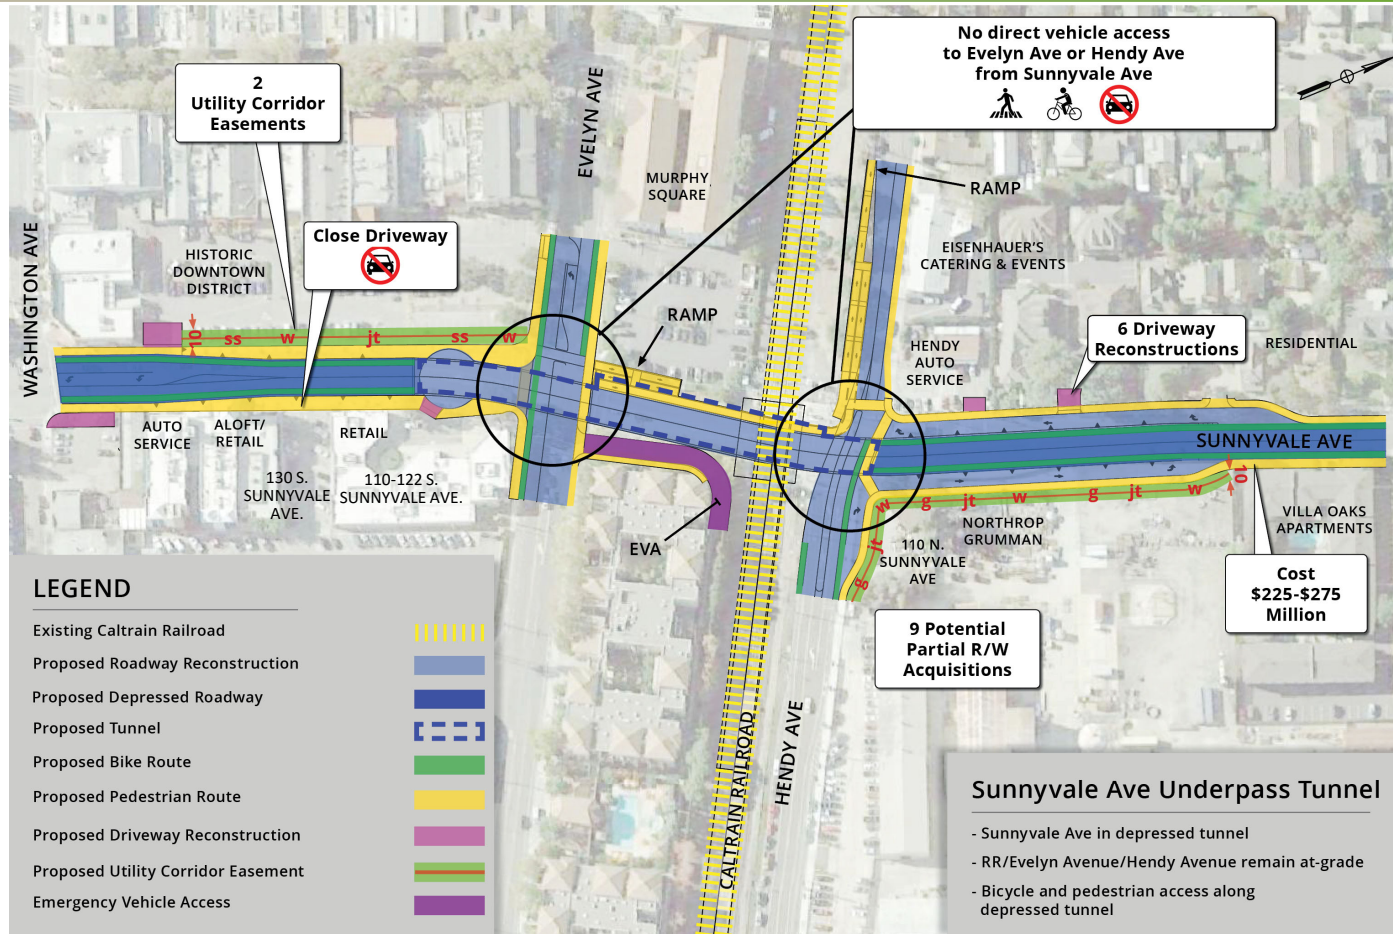 No direct vehicle access
to Evelyn Ave or Hendy Ave
from Sunnyvale Ave
2
Utility Corridor
Easements
EVELYN AVE
MURPHY
SQUARE
RAMP
WASHINGTON AVE
Close Driveway
HISTORIC
DOWNTOWN
DISTRICT
EISENHAUER'S
CATERING & EVENTS
RAMP
10
ss
w
jt
ss
w
HENDY
AUTO
SERVICE
6 Driveway
Reconstructions
RESIDENTIAL
AUTO
SERVICE
ALOFT/
RETAIL
RETAIL
SUNNYVALE AVE
130 S.
SUNNYVALE
AVE.
110-122 S.
SUNNYVALE AVE.
10
w
g
jt
w
g
jt
w
jt
g
EVA
NORTHROP
GRUMMAN
110 N.
SUNNYVALE
AVE
VILLA OAKS
APARTMENTS
Cost
$225-$275
Million
9 Potential
Partial R/W
Acquisitions
CALTRAIN RAILROAD
HENDY AVE
LEGEND
Existing Caltrain Railroad
Proposed Roadway Reconstruction
Proposed Depressed Roadway
Proposed Tunnel
Proposed Bike Route
Proposed Pedestrian Route
Proposed Driveway Reconstruction
Proposed Utility Corridor Easement
Emergency Vehicle Access
Sunnyvale Ave Underpass Tunnel
- Sunnyvale Ave in depressed tunnel
- RR/Evelyn Avenue/Hendy Avenue remain at-grade
- Bicycle and pedestrian access along
depressed tunnel